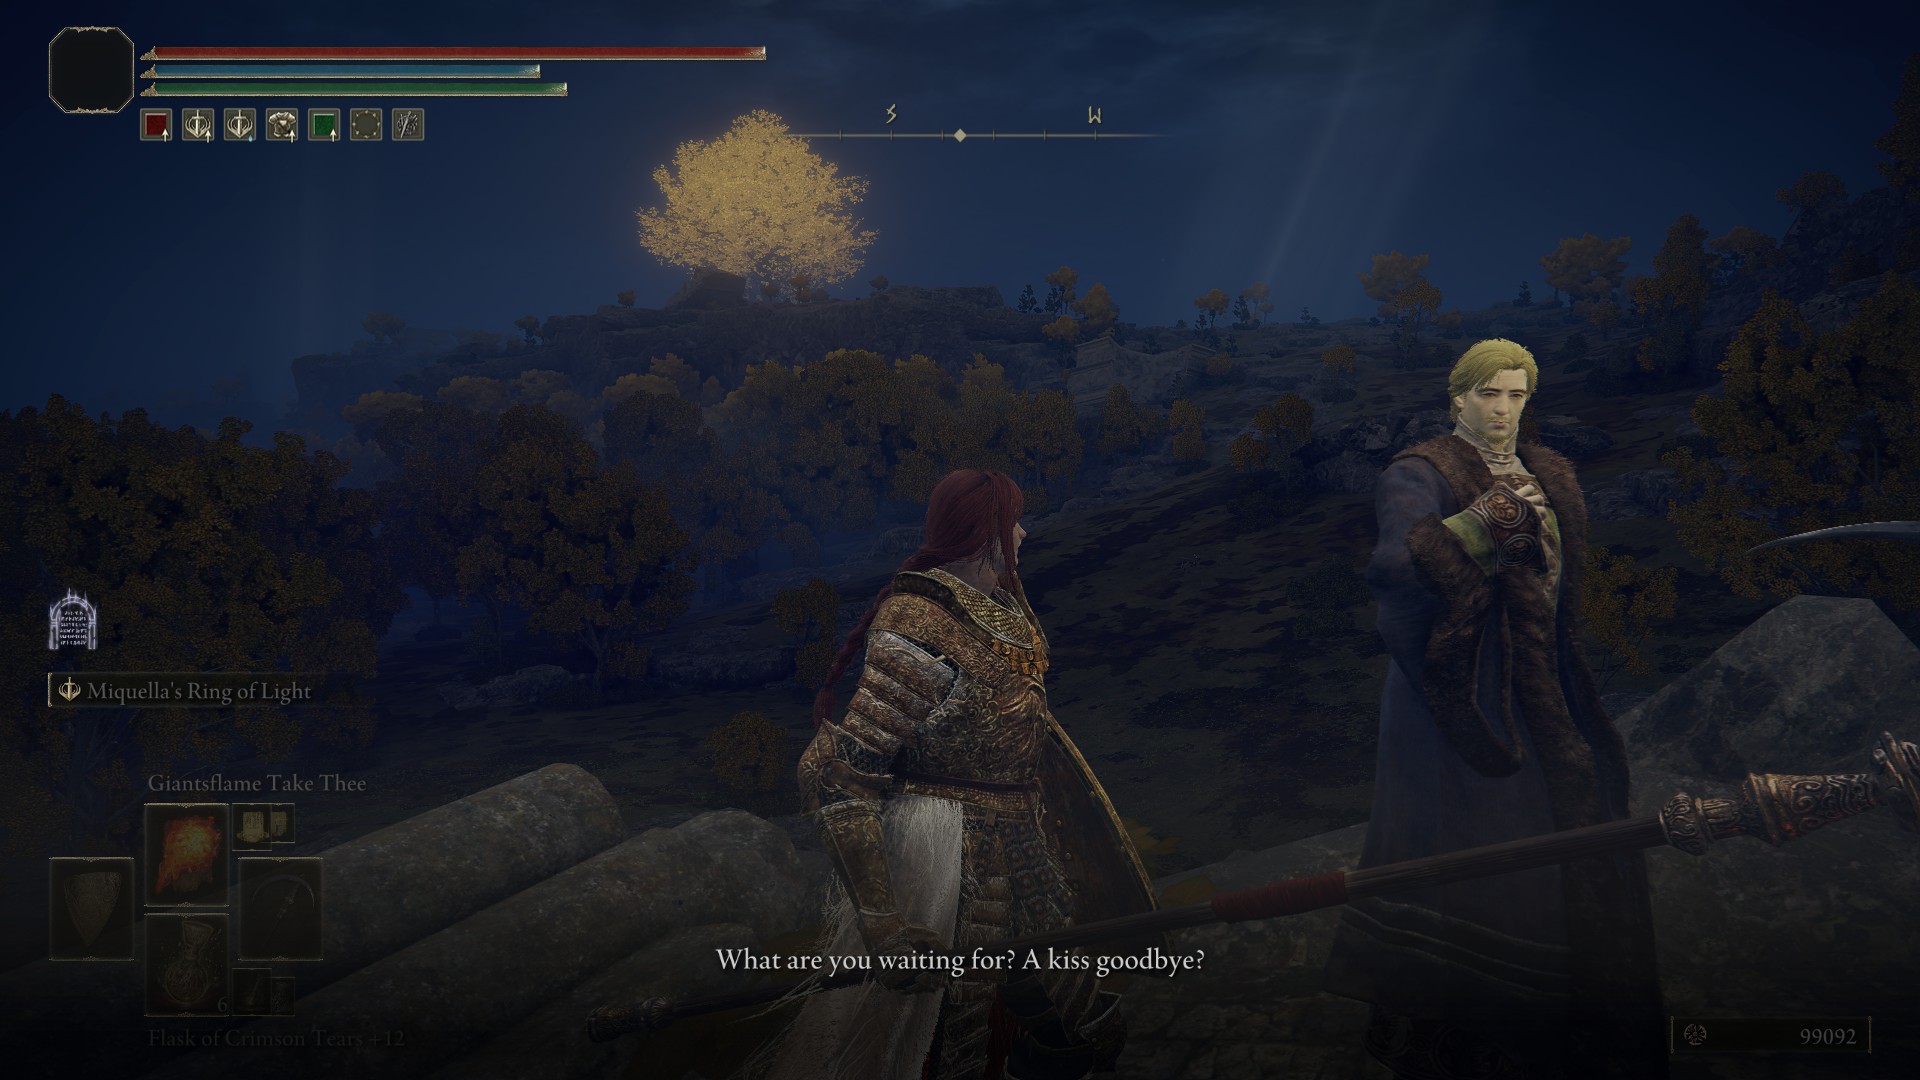 S
W
Miquella's Ring of Light
Giantsflame Take Thee
6
Flask of Crimson Tears +12
What are you waiting for? A kiss goodbye?
99092